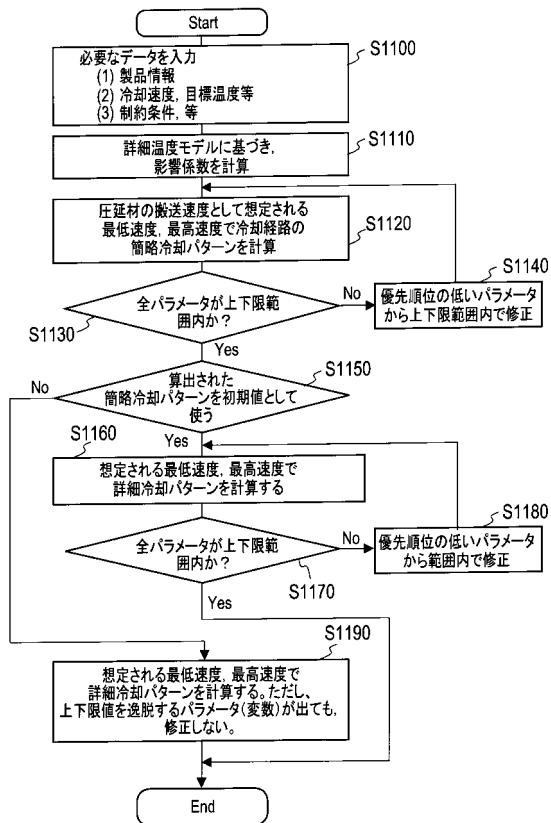 Start
S1100
必要なデータを入力
(1) 製品情報
(2) 冷却速度, 目標温度等
(3) 制約条件, 等
S1110
詳細温度モデルに基づき,
影響係数を計算
S1120
圧延材の搬送速度として想定される
最低速度, 最高速度で冷却経路の
簡略冷却パターンを計算
S1130
全パラメータが上下限範
囲内か?
No
S1140
優先順位の低いパラメータ
から上下限範囲内で修正
Yes
S1150
算出された
簡略冷却パターンを初期値として
使う
No
Yes
S1160
想定される最低速度, 最高速度で
詳細冷却パターンを計算する
S1170
全パラメータが上下限範
囲内か?
No
S1180
優先順位の低いパラメータ
から範囲内で修正
Yes
S1190
想定される最低速度, 最高速度で
詳細冷却パターンを計算する。ただし、
上下限値を逸脱するパラメータ(変数)が出ても,
修正しない。
End